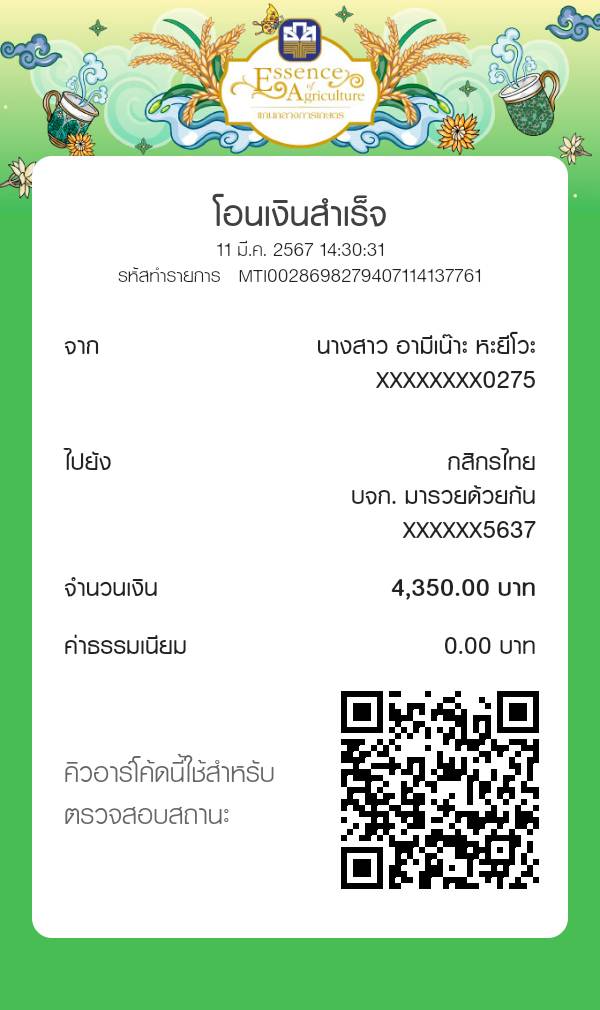 Essence
of
Agriculture
แก่นกลางการเกษตร
โอนเงินสำเร็จ
11 มี.ค. 2567 14:30:31
รหัสทำรายการ MTI00286982794071141​37761
จาก นางสาว อามีเน๊าะ หะยีโวะ
XXXXXXXX0275
ไปยัง กสิกรไทย
บจก. มารวยด้วยกัน
XXXXXX5637
จำนวนเงิน 4,350.00 บาท
ค่าธรรมเนียม 0.00 บาท
คิวอาร์โค้ดนี้ใช้สำหรับ
ตรวจสอบสถานะ